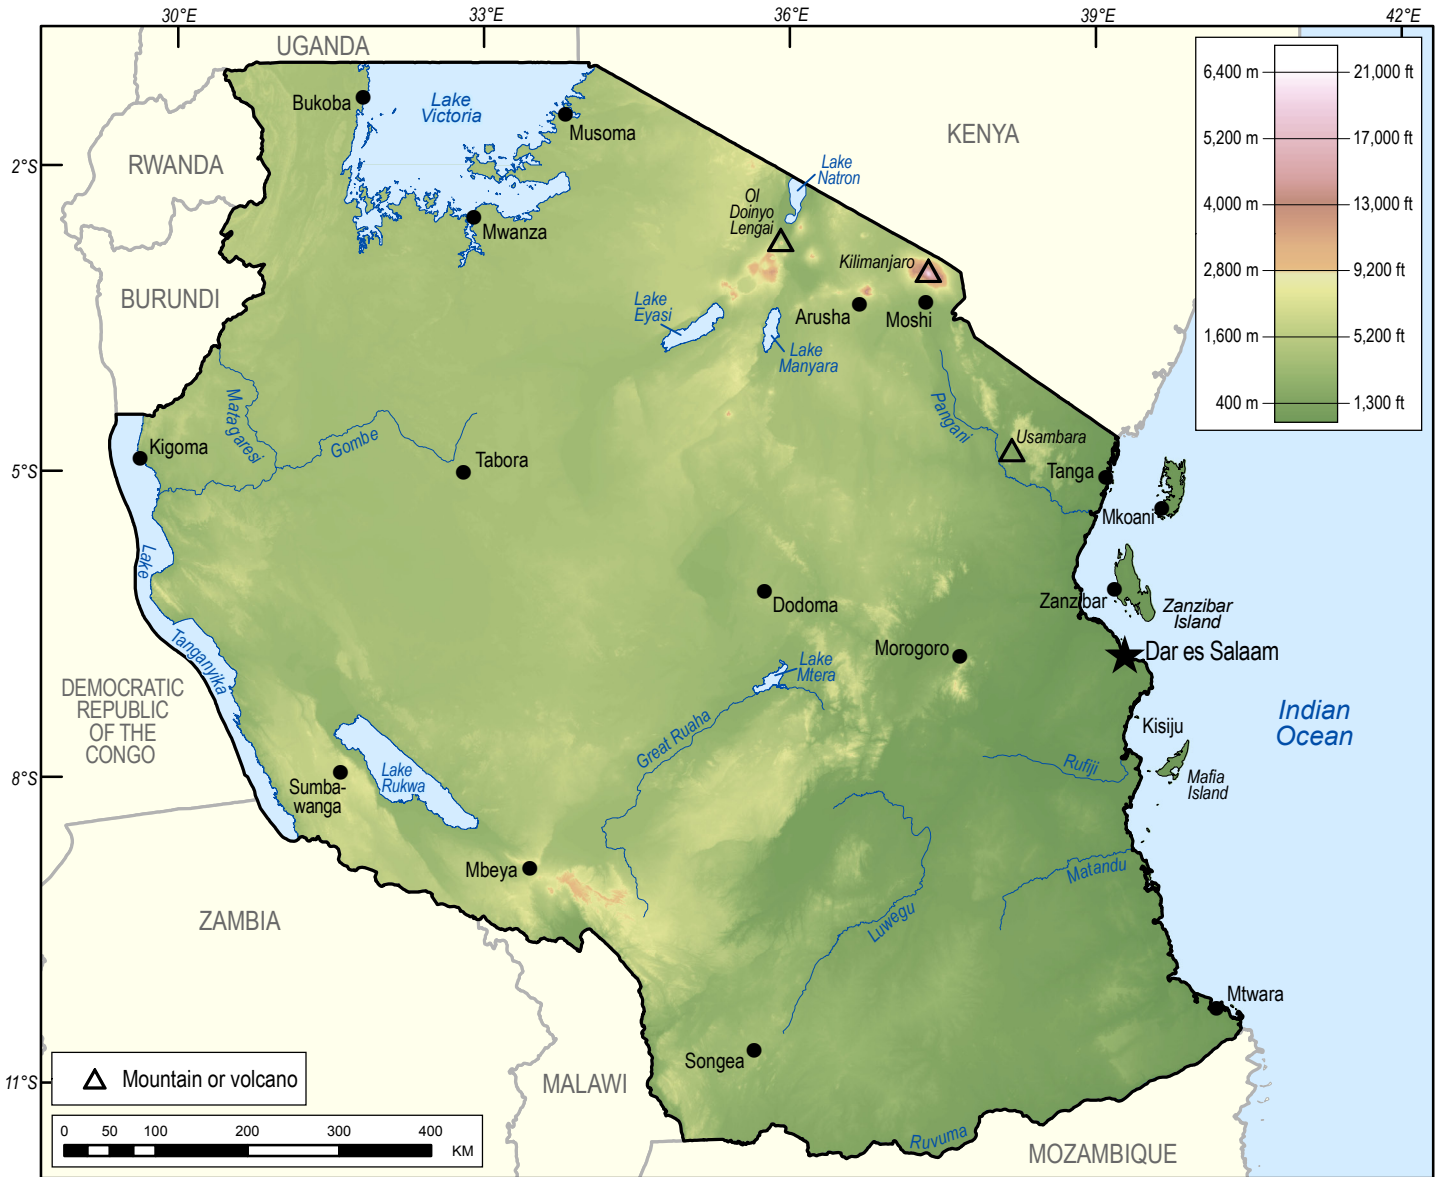 30°E
33°E
36°E
39°E
42°E
UGANDA
6,400 m
21,000 ft
5,200 m
17,000 ft
4,000 m
13,000 ft
2,800 m
9,200 ft
1,600 m
5,200 ft
400 m
1,300 ft
Bukoba
Lake
Victoria
Musoma
KENYA
2°S
RWANDA
Lake
Natron
Ol
Doinyo
Lengai
Mwanza
Kilimanjaro
BURUNDI
Lake
Eyasi
Arusha
Moshi
Lake
Manyara
Matagaresi
Gombe
Pangani
Usambara
Kigoma
Tabora
Tanga
5°S
Mkoani
Lake
Tanganyika
Dodoma
Zanzibar
Zanzibar
Island
Morogoro
Dar es Salaam
Lake
Mtera
DEMOCRATIC
REPUBLIC
OF THE
CONGO
Great Ruaha
Kisiju
Indian
Ocean
8°S
Sumba-
wanga
Lake
Rukwa
Rufiji
Mafia
Island
Mbeya
Matandu
Luwegu
ZAMBIA
Mtwara
Songea
11°S
Mountain or volcano
MALAWI
0
50
100
200
300
400
KM
Ruvuma
MOZAMBIQUE